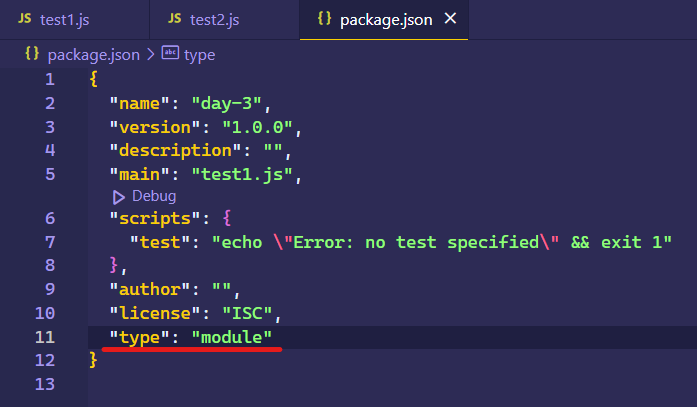 JS test1.js
JS test2.js
{} package.json ×
{} package.json > abc type
1 {
2 "name": "day-3",
3 "version": "1.0.0",
4 "description": "",
5 "main": "test1.js",
Debug
6 "scripts": {
7 "test": "echo \"Error: no test specified\" && exit 1"
8 },
9 "author": "",
10 "license": "ISC",
11 "type": "module"
12 }
13